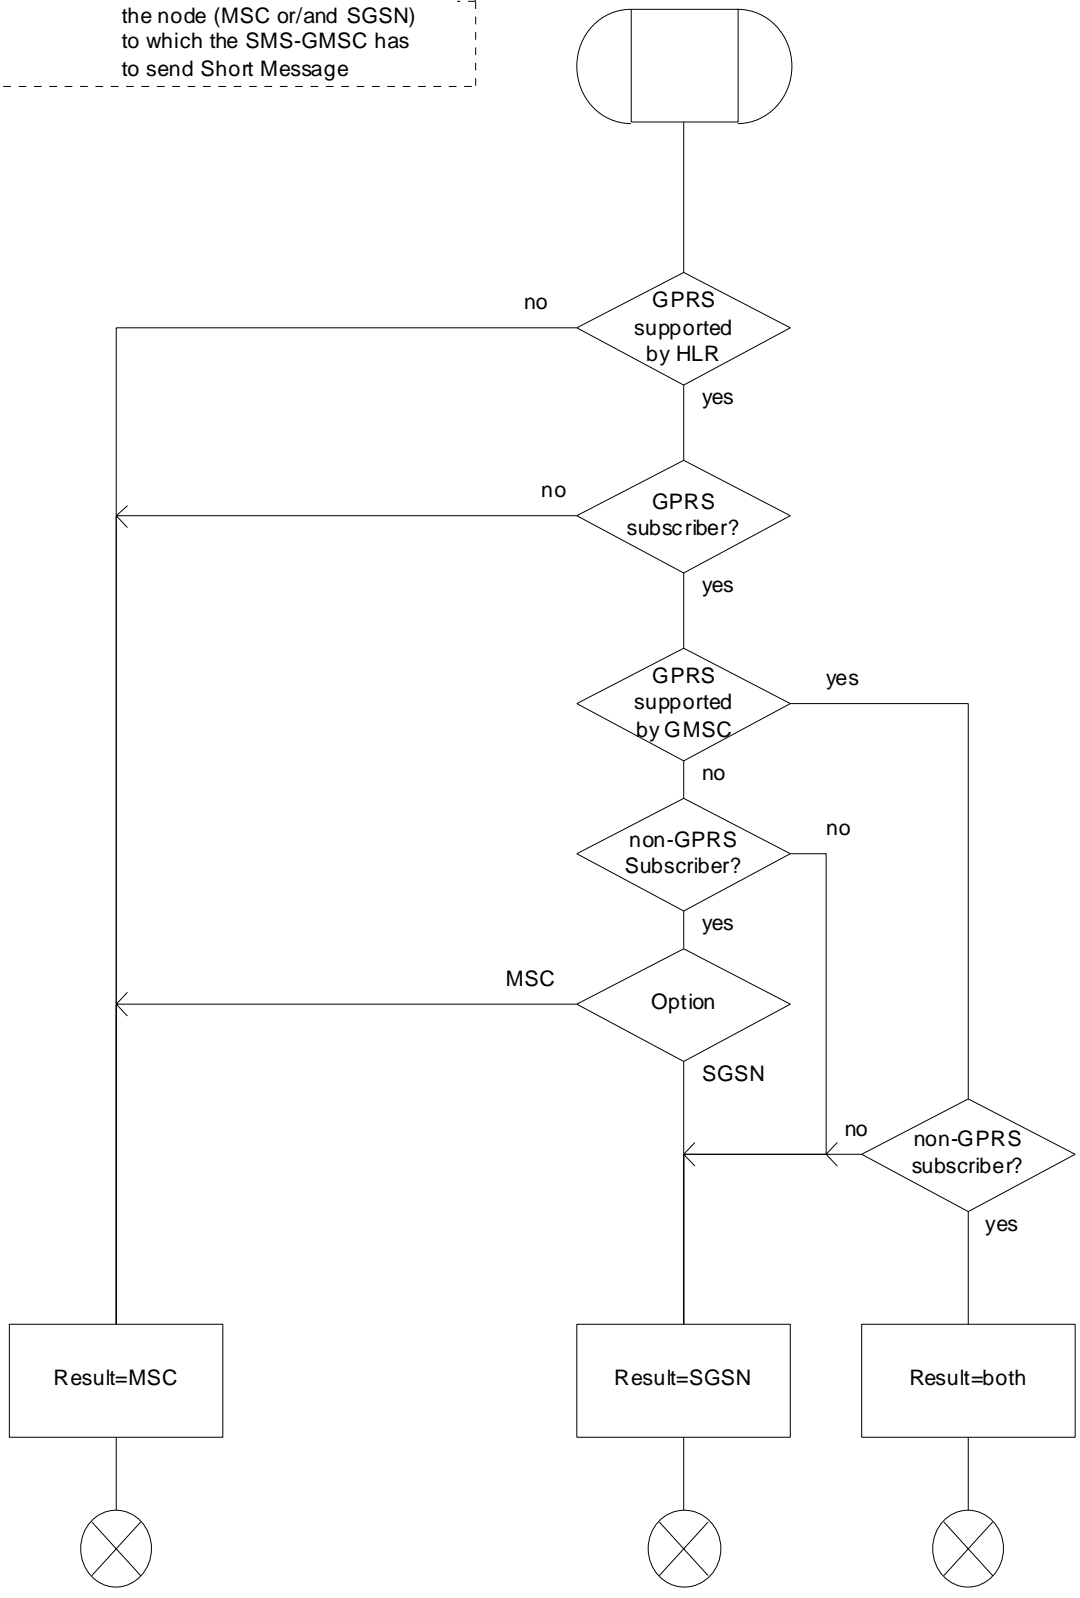 the node (MSC or/and SGSN)
to which the SMS-GMSC has
to send Short Message
no
GPRS
supported
by HLR
yes
no
GPRS
subscriber?
yes
GPRS
supported
by GMSC
yes
no
non-GPRS
Subscriber?
no
yes
MSC
Option
SGSN
no
non-GPRS
subscriber?
yes
Result=MSC
Result=SGSN
Result=both